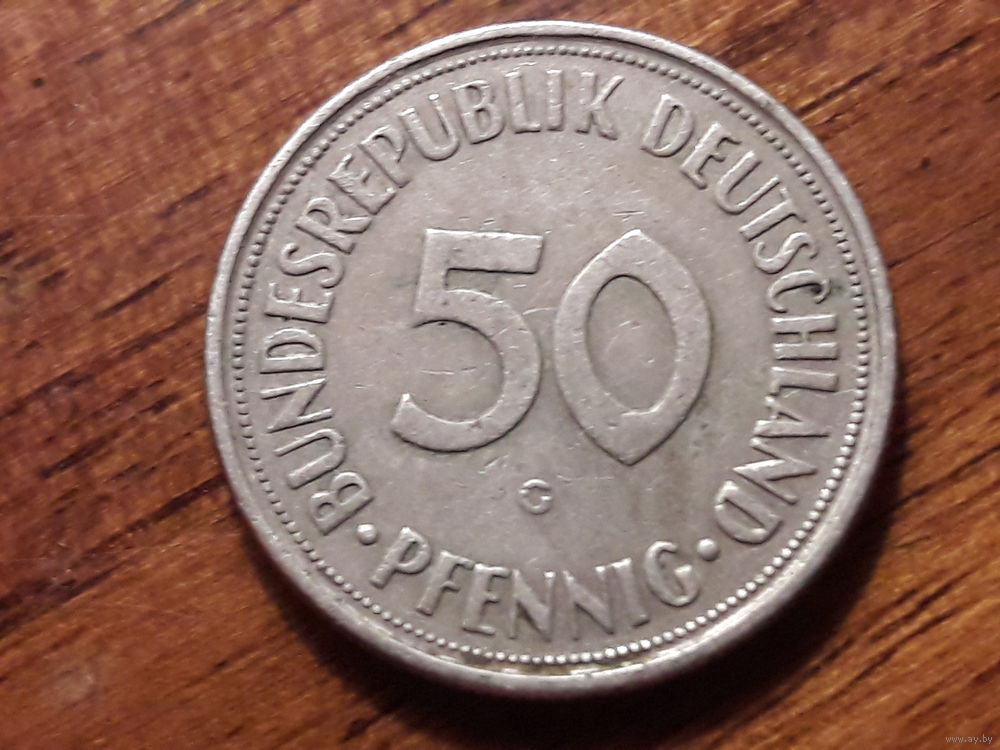 BUNDESREPUBLIK DEUTSCHLAND
50
G
· PFENNIG ·
www.ay.by